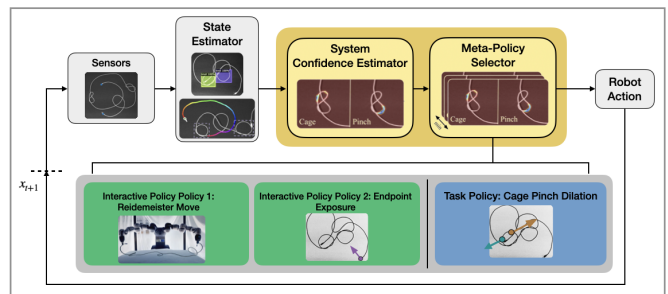 Sensors
State
Estimator
System
Confidence Estimator
Cage
Pinch
Meta-Policy
Selector
Cage
Pinch
Robot
Action
x_{t+1}
Interactive Policy Policy 1:
Reidemeister Move
Interactive Policy Policy 2: Endpoint
Exposure
Task Policy: Cage Pinch Dilation